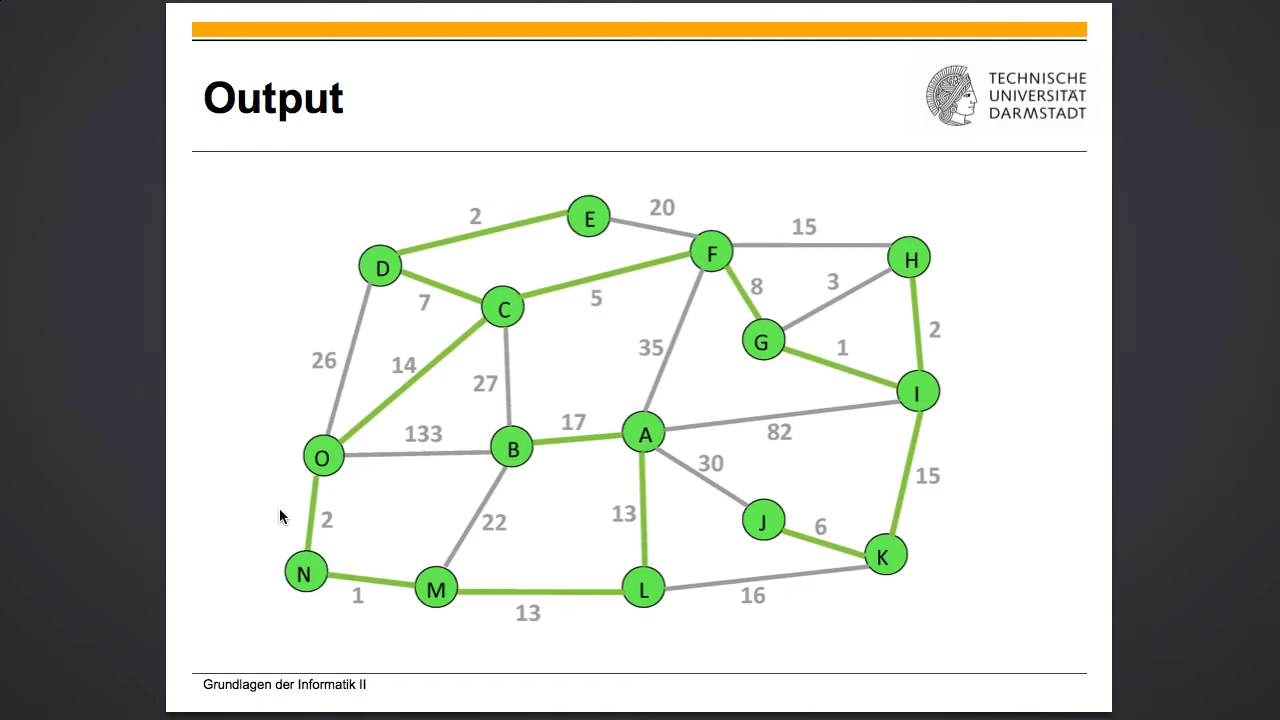 Output
TECHNISCHE
UNIVERSITÄT
DARMSTADT
2
E
20
15
D
F
H
7
C
5
8
3
G
1
2
26
14
27
35
I
133
17
A
82
O
B
30
15
2
22
13
J
6
K
N
1
M
13
L
16
Grundlagen der Informatik II